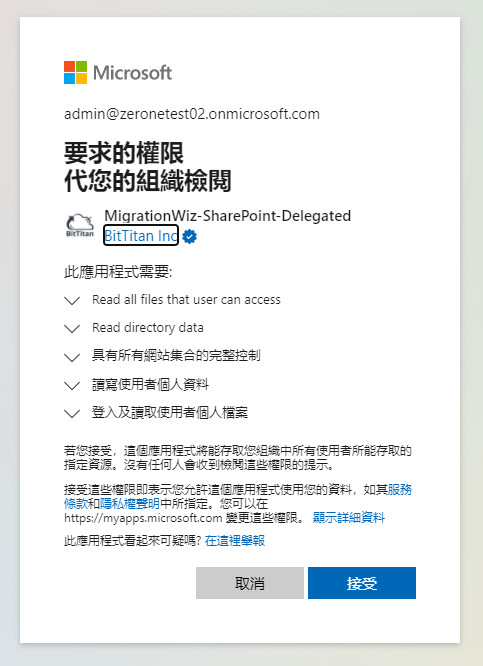 Microsoft
admin@zeronetest02.onmicrosoft.com
要求的權限
代您的組織檢閱
MigrationWiz-SharePoint-Delegated
BitTitan
BitTitan Inc
此應用程式需要:
Read all files that user can access
Read directory data
具有所有網站集合的完整控制
讀寫使用者個人資料
登入及讀取使用者個人檔案
若您接受，這個應用程式將能存取您組織中所有使用者所能存取的
指定資源。沒有任何人會收到檢閱這些權限的提示。
接受這些權限即表示您允許這個應用程式使用您的資料，如其服務
條款和隱私權聲明中所指定。您可以在
https://myapps.microsoft.com 變更這些權限。 顯示詳細資料
此應用程式看起來可疑嗎? 在這裡舉報
取消
接受